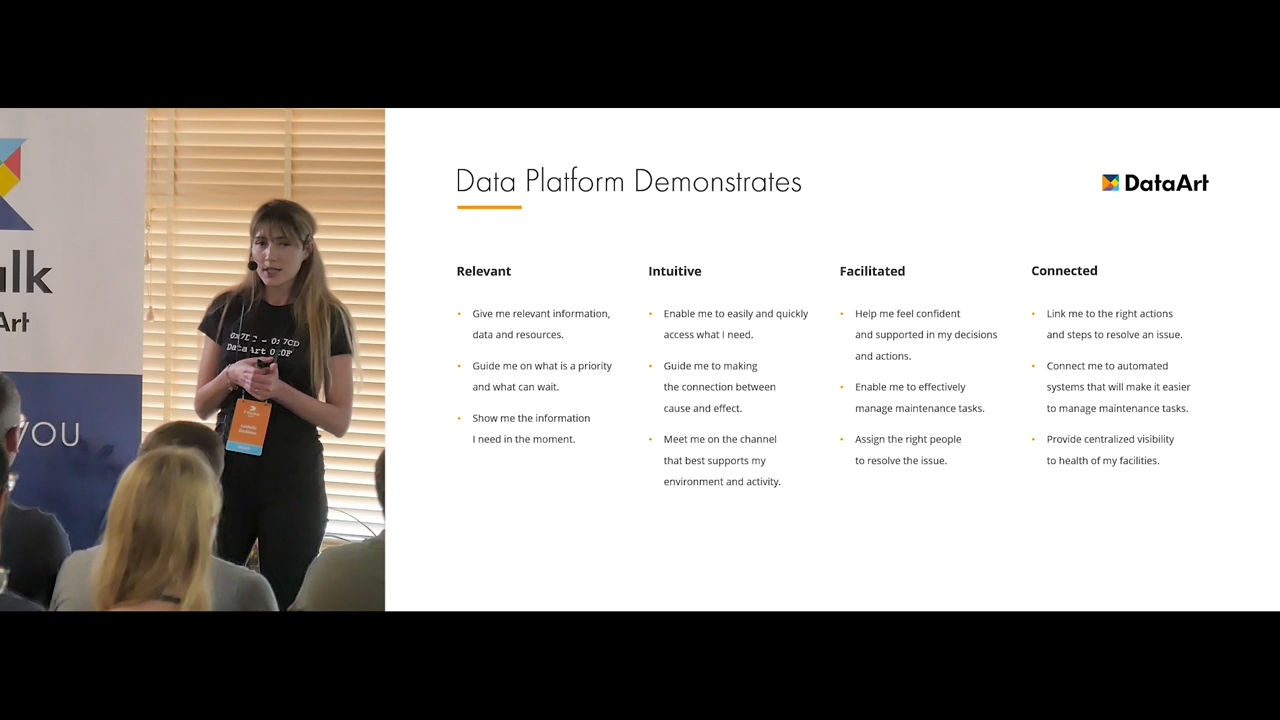 alk
Art
YOU
Data Platform Demonstrates
DataArt
Relevant
Give me relevant information,
data and resources.
Guide me on what is a priority
and what can wait.
Show me the information
I need in the moment.
Intuitive
Enable me to easily and quickly
access what I need.
Guide me to making
the connection between
cause and effect.
Meet me on the channel
that best supports my
environment and activity.
Facilitated
Help me feel confident
and supported in my decisions
and actions.
Enable me to effectively
manage maintenance tasks.
Assign the right people
to resolve the issue.
Connected
Link me to the right actions
and steps to resolve an issue.
Connect me to automated
systems that will make it easier
to manage maintenance tasks.
Provide centralized visibility
to health of my facilities.